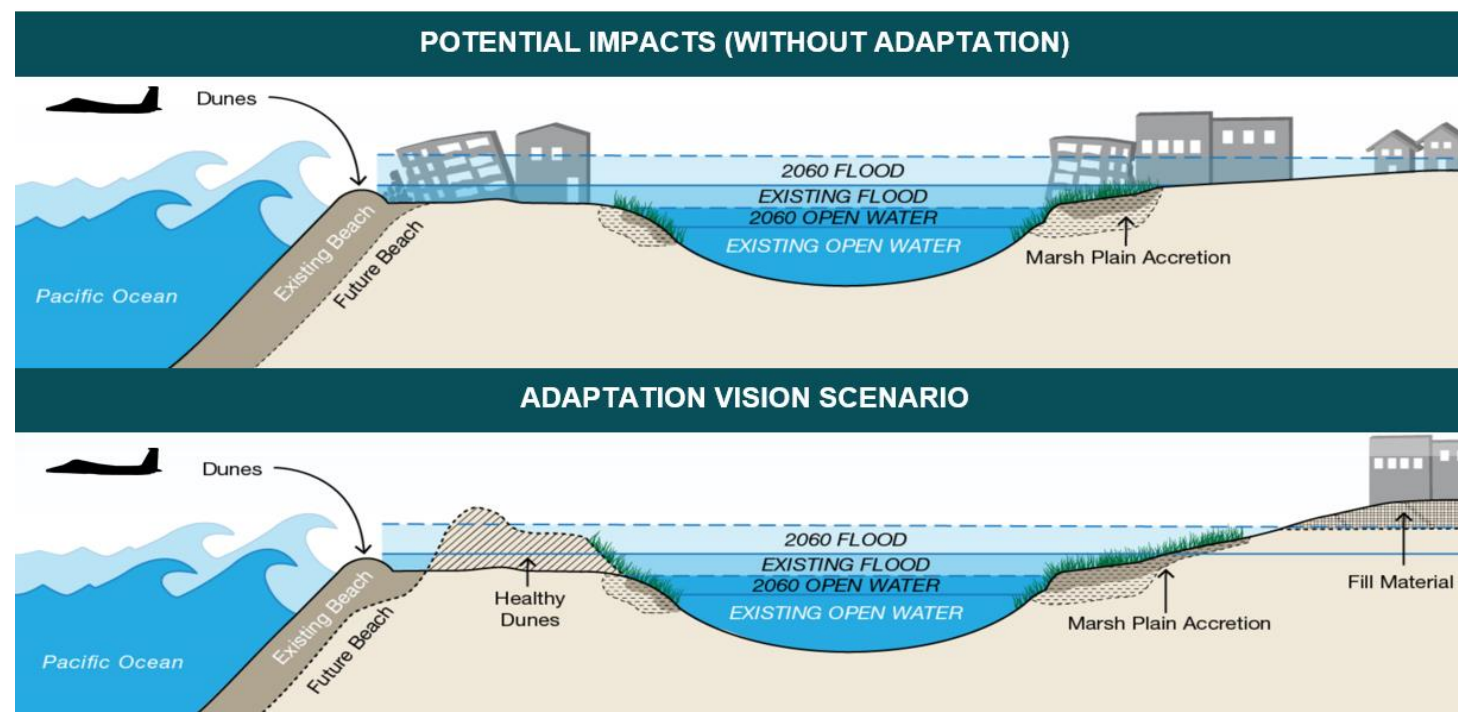 POTENTIAL IMPACTS (WITHOUT ADAPTATION)
Dunes
2060 FLOOD
EXISTING FLOOD
2060 OPEN WATER
EXISTING OPEN WATER
Marsh Plain Accretion
Existing Beach
Future Beach
Pacific Ocean
ADAPTATION VISION SCENARIO
Dunes
2060 FLOOD
EXISTING FLOOD
2060 OPEN WATER
EXISTING OPEN WATER
Healthy
Dunes
Fill Material
Marsh Plain Accretion
Existing Beach
Future Beach
Pacific Ocean